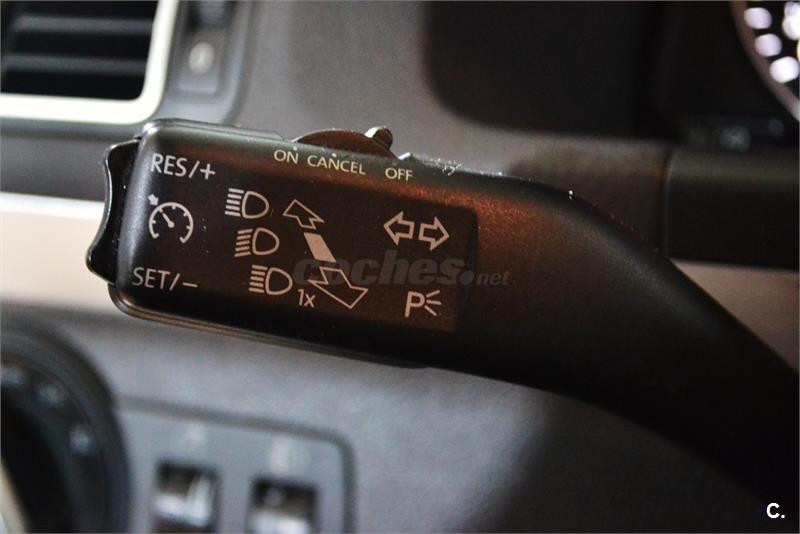 ON CANCEL OFF
RES/+
SET/-
1x
P
coches.net
C.